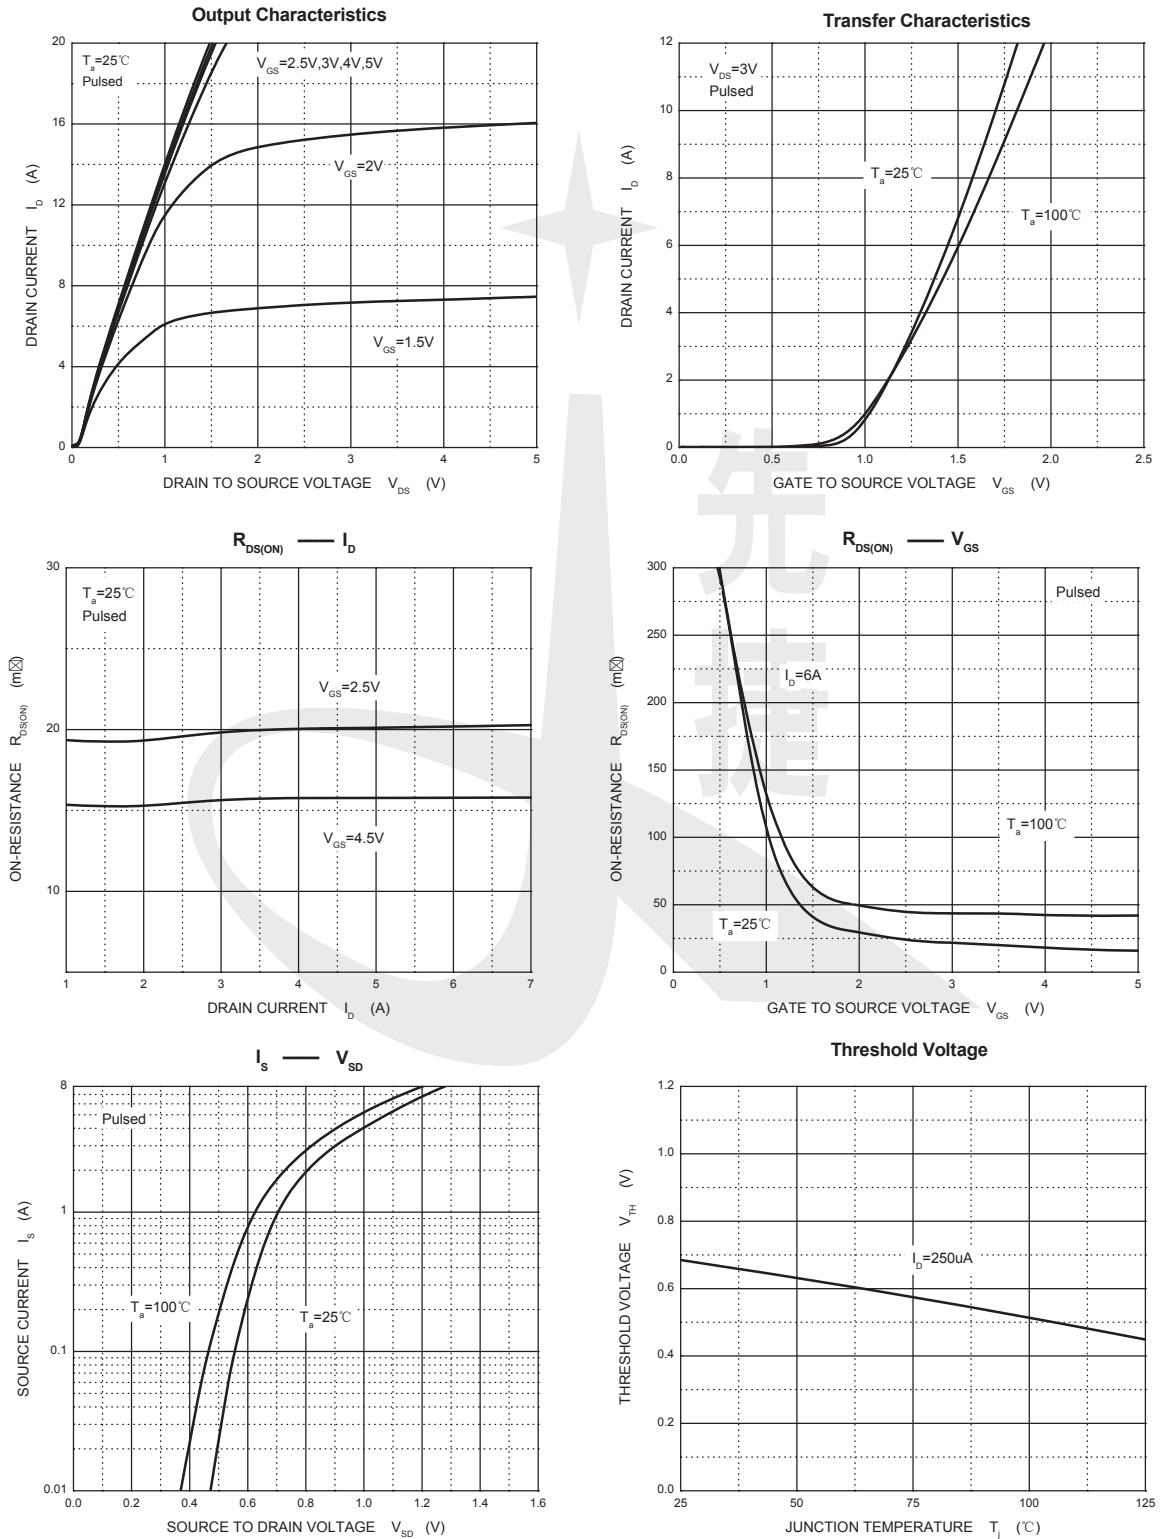 Output Characteristics
20
16
12
8
4
0
0
1
2
3
4
5
Ta=25℃
Pulsed
VGS=2.5V,3V,4V,5V
VGS=2V
VGS=1.5V
DRAIN CURRENT ID (A)
DRAIN TO SOURCE VOLTAGE VDS (V)
Transfer Characteristics
12
10
8
6
4
2
0
0.0
0.5
1.0
1.5
2.0
2.5
VDS=3V
Pulsed
Ta=25℃
Ta=100℃
DRAIN CURRENT ID (A)
GATE TO SOURCE VOLTAGE VGS (V)
先
捷
RDS(ON) —— ID
30
20
10
1
2
3
4
5
6
7
Ta=25℃
Pulsed
VGS=2.5V
VGS=4.5V
ON-RESISTANCE RDS(ON) (m☒)
DRAIN CURRENT ID (A)
RDS(ON) —— VGS
300
250
200
150
100
50
0
0
1
2
3
4
5
Pulsed
ID=6A
Ta=100℃
Ta=25℃
ON-RESISTANCE RDS(ON) (m☒)
GATE TO SOURCE VOLTAGE VGS (V)
IS —— VSD
8
1
0.1
0.01
0.0
0.2
0.4
0.6
0.8
1.0
1.2
1.4
1.6
Pulsed
Ta=100℃
Ta=25℃
SOURCE CURRENT IS (A)
SOURCE TO DRAIN VOLTAGE VSD (V)
Threshold Voltage
1.2
1.0
0.8
0.6
0.4
0.2
0.0
25
50
75
100
125
ID=250uA
THRESHOLD VOLTAGE VTH (V)
JUNCTION TEMPERATURE Tj (℃)